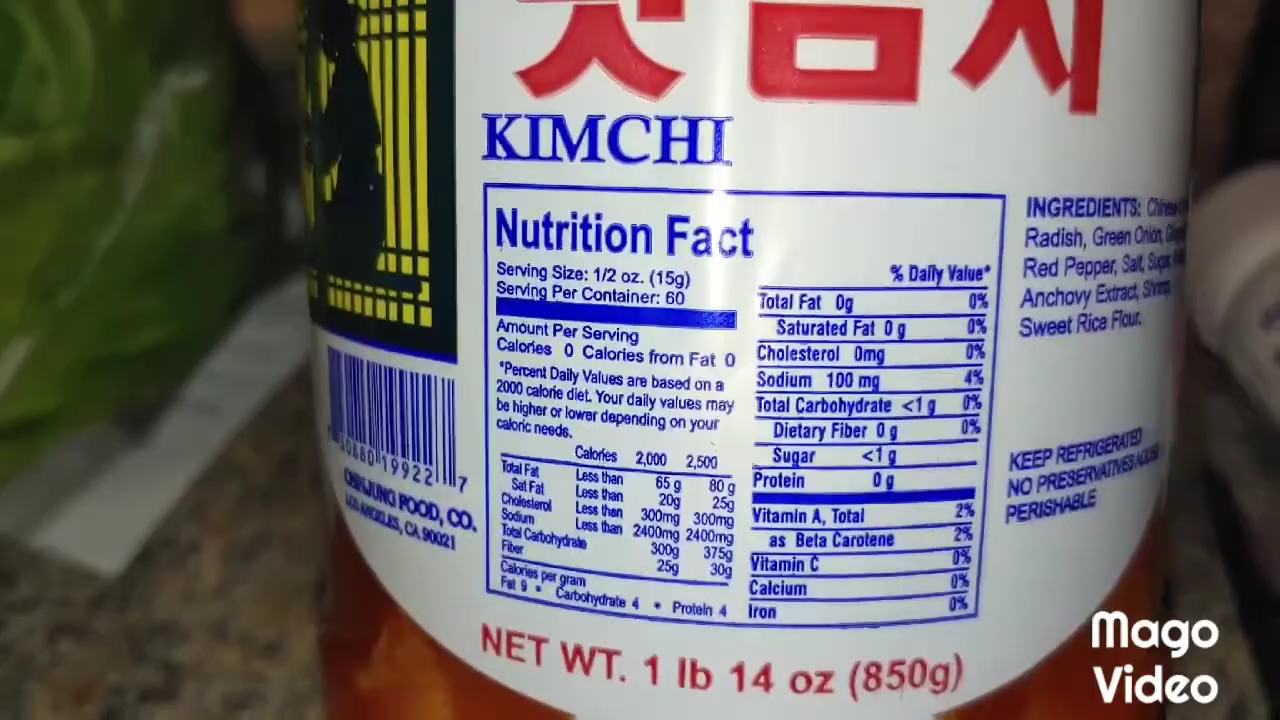 맛김치
KIMCHI
Nutrition Fact
Serving Size: 1/2 oz. (15g)
Serving Per Container: 60
Amount Per Serving
Calories 0 Calories from Fat 0
*Percent Daily Values are based on a
2000 calorie diet. Your daily values may
be higher or lower depending on your
caloric needs.
Calories 2,000 2,500
Total Fat Less than 65 g 80 g
Sat Fat Less than 20g 25g
Cholesterol Less than 300mg 300mg
Sodium Less than 2400mg 2400mg
Total Carbohydrate 300g 375g
Fiber 25g 30g
Calories per gram
Fat 9 • Carbohydrate 4 • Protein 4
% Daily Value*
Total Fat 0g 0%
Saturated Fat 0 g 0%
Cholesterol 0mg 0%
Sodium 100 mg 4%
Total Carbohydrate <1 g 0%
Dietary Fiber 0 g 0%
Sugar <1 g
Protein 0 g
Vitamin A, Total 2%
as Beta Carotene 2%
Vitamin C 0%
Calcium 0%
Iron 0%
INGREDIENTS: Chinese
Radish, Green Onion,
Red Pepper, Salt, Sugar,
Anchovy Extract, Shrimp
Sweet Rice Flour.
KEEP REFRIGERATED
NO PRESERVATIVES
PERISHABLE
19922 7
FOOD, CO.
LOS ANGELES, CA 90021
NET WT. 1 lb 14 oz (850g)
Mago
Video